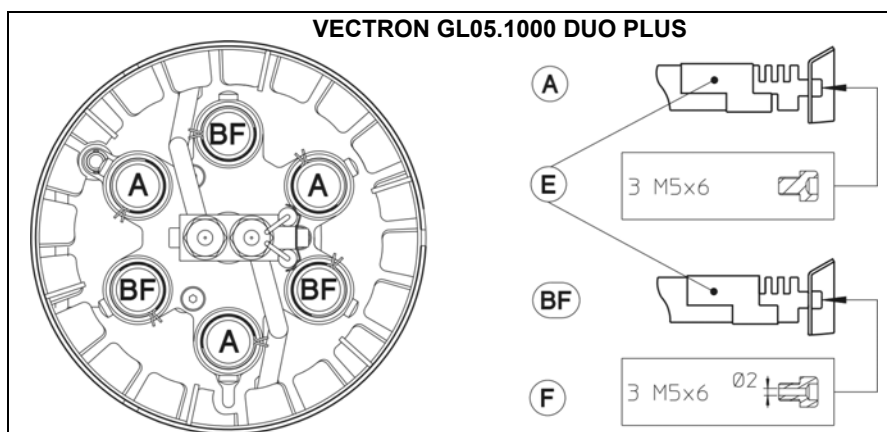 VECTRON GL05.1000 DUO PLUS
BF
A
A
BF
BF
A
A
E
3 M5x6
BF
F
3 M5x6 Ø2